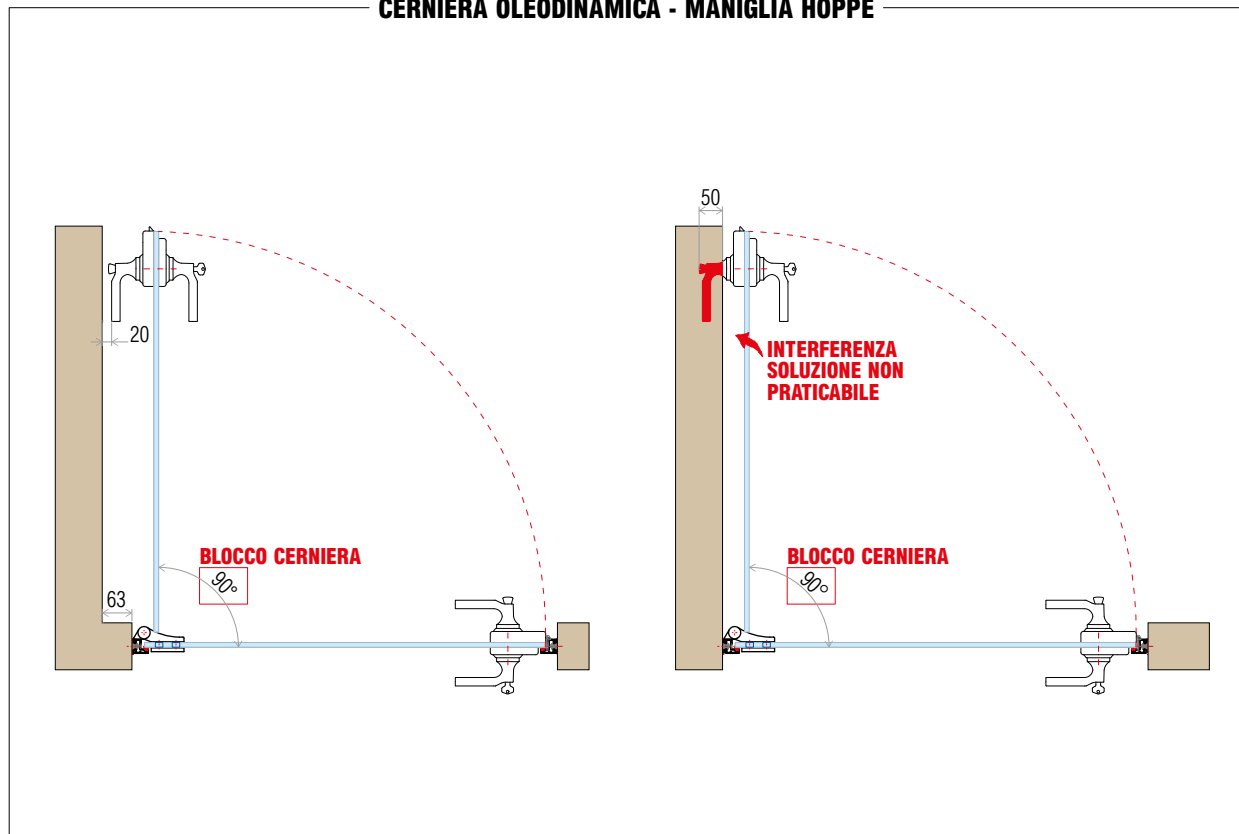 CERNIERA OLEODINAMICA - MANIGLIA HOPPE
20
BLOCCO CERNIERA
90°
63
50
INTERFERENZA
SOLUZIONE NON
PRATICABILE
BLOCCO CERNIERA
90°